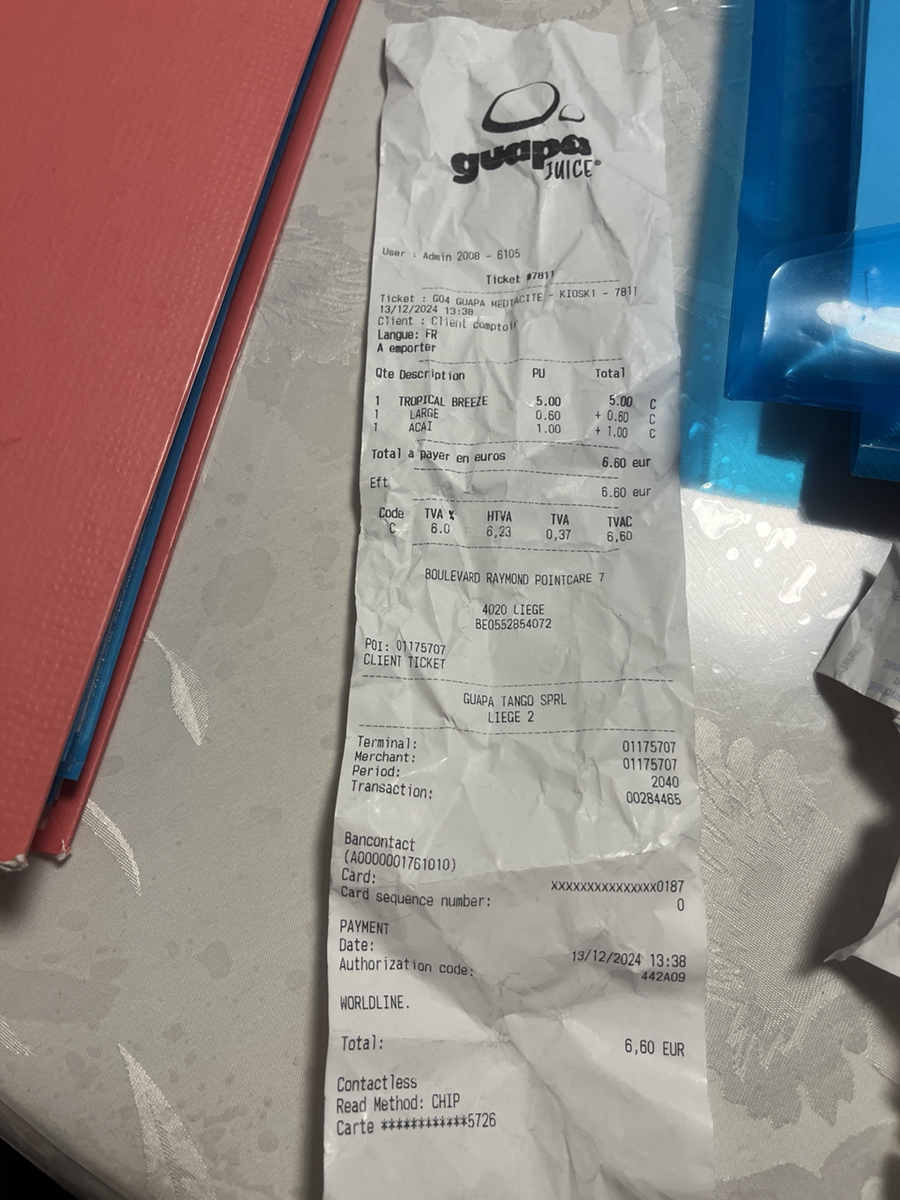 guapa
JUICE®
User : Admin 2008 - 6105
Ticket #7811
Ticket : G04 GUAPA MEDIACITE - KIOSK1 - 7811
13/12/2024 13:38
Client : Client comptoir
Langue: FR
A emporter
Qte Description PU Total
1 TROPICAL BREEZE 5.00 5.00 C
1 LARGE 0.60 + 0.60 C
1 ACAI 1.00 + 1.00 C
Total a payer en euros 6.60 eur
Eft 6.60 eur
Code TVA % HTVA TVA TVAC
C 6.0 6,23 0,37 6,60
BOULEVARD RAYMOND POINTCARE 7
4020 LIEGE
BE0552854072
POI: 01175707
CLIENT TICKET
GUAPA TANGO SPRL
LIEGE 2
Terminal: 01175707
Merchant: 01175707
Period: 2040
Transaction: 00284465
Bancontact
(A0000001761010)
Card: xxxxxxxxxxxxxxx0187
Card sequence number: 0
PAYMENT
Date: 13/12/2024 13:38
Authorization code: 442A09
WORLDLINE.
Total: 6,60 EUR
Contactless
Read Method: CHIP
Carte ************5726